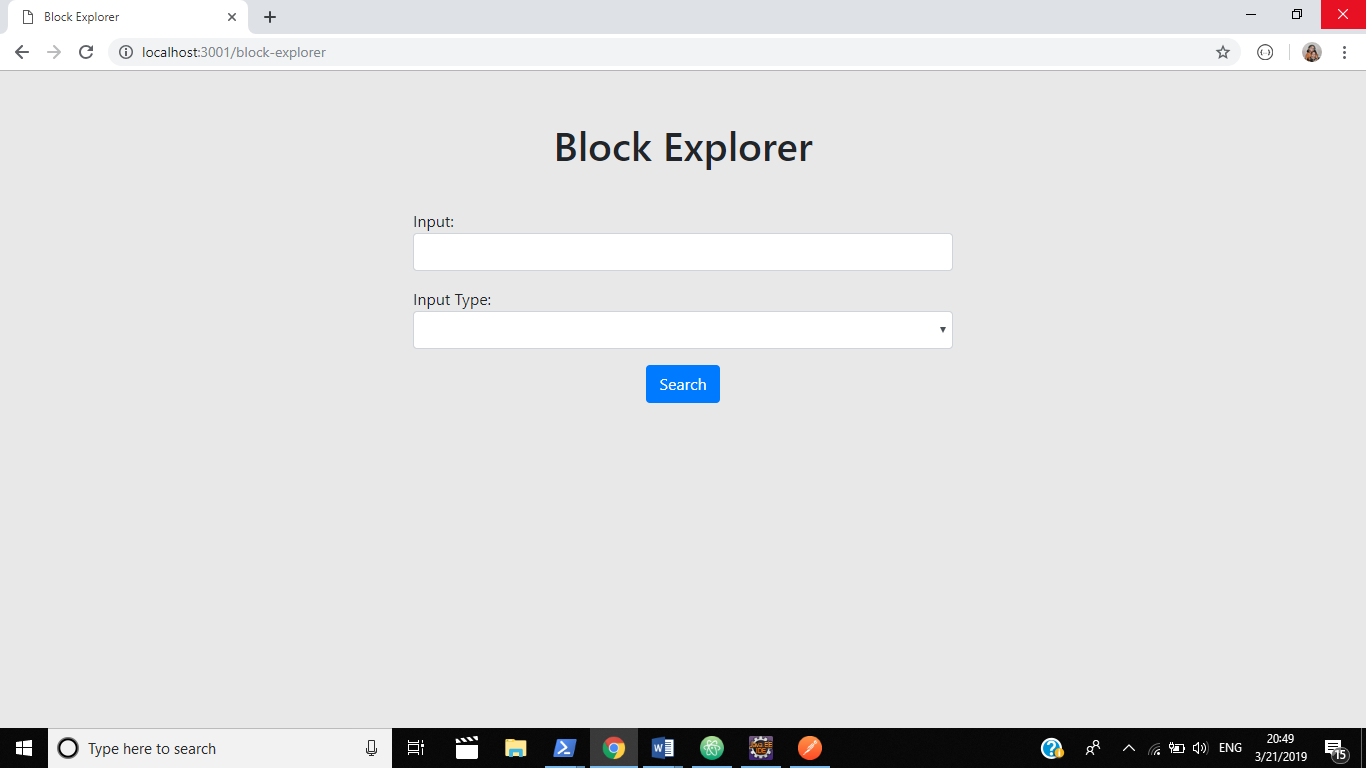 Block Explorer
localhost:3001/block-explorer
Block Explorer
Input:
Input Type:
Search
Type here to search
ENG
20:49
3/21/2019
15